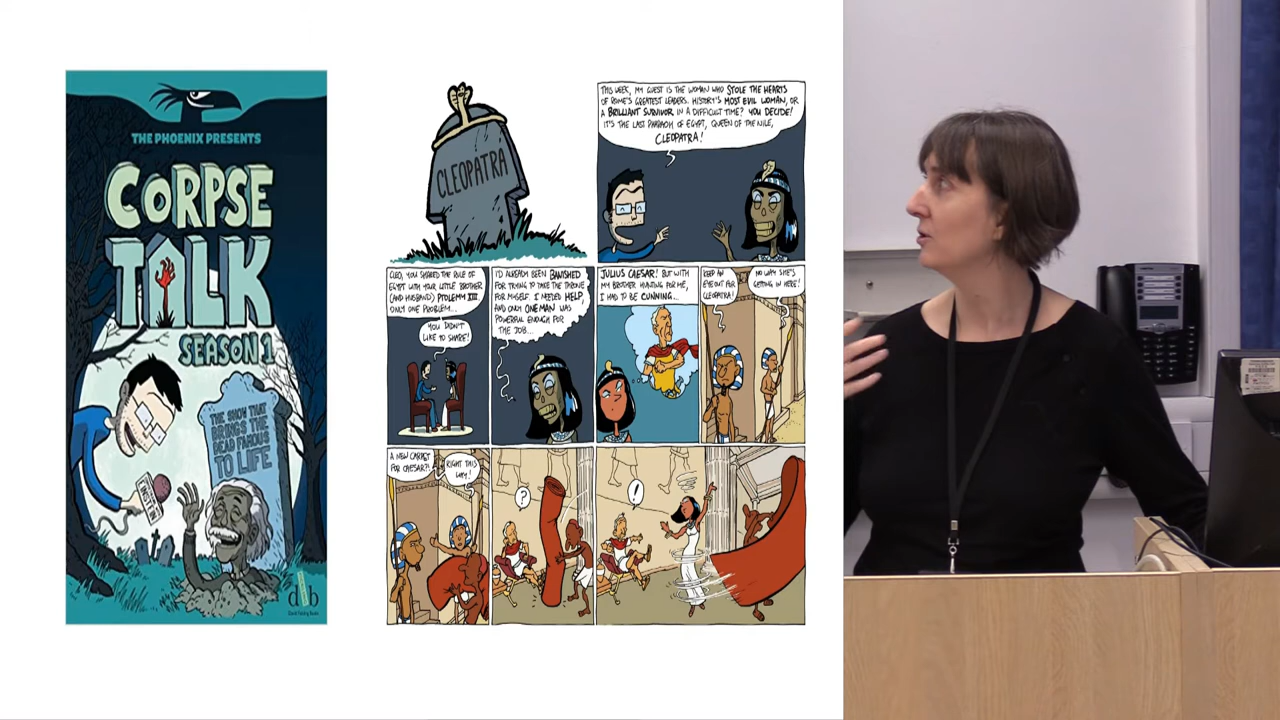 THE PHOENIX PRESENTS
CORPSE
TALK
SEASON 1
THE SHOW THAT
BRINGS THE
DEAD FAMOUS
TO LIFE
d b
David Fickling Books
CLEOPATRA
THIS WEEK, MY GUEST IS THE WOMAN WHO STOLE THE HEARTS
OF ROME'S GREATEST LEADERS. HISTORY'S MOST EVIL WOMAN, OR
A BRILLIANT SURVIVOR IN A DIFFICULT TIME? YOU DECIDE!
IT'S THE LAST PHARAOH OF EGYPT, QUEEN OF THE NILE,
CLEOPATRA!
CLEO, YOU SHARED THE RULE OF
EGYPT WITH YOUR LITTLE BROTHER
(AND HUSBAND) PTOLEMY XIII
ONLY ONE PROBLEM...
YOU DIDN'T
LIKE TO SHARE!
I'D ALREADY BEEN BANISHED
FOR TRYING TO TAKE THE THRONE
FOR MYSELF. I NEEDED HELP,
AND ONLY ONE MAN WAS
POWERFUL ENOUGH FOR
THE JOB...
JULIUS CAESAR! BUT WITH
MY BROTHER HUNTING FOR ME,
I HAD TO BE CUNNING...
KEEP AN
EYE OUT FOR
CLEOPATRA!
NO WAY SHE'S
GETTING IN HERE!
A NEW CARPET
FOR CAESAR?!
RIGHT THIS
WAY!
?
!